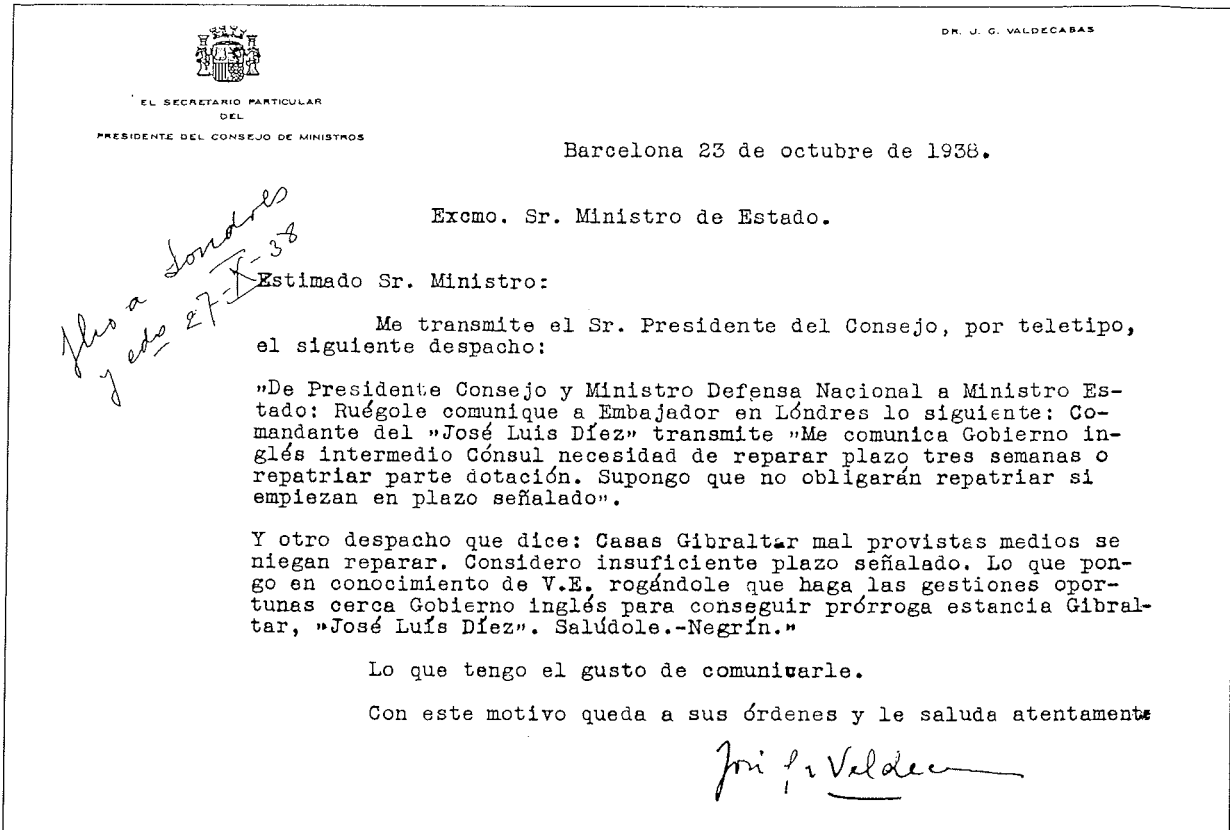 DR. J. G. VALDECASAS
EL SECRETARIO PARTICULAR
DEL
PRESIDENTE DEL CONSEJO DE MINISTROS
Barcelona 23 de octubre de 1938.
Excmo. Sr. Ministro de Estado.
a Londres
y edo 27-X-38
Estimado Sr. Ministro:
Me transmite el Sr. Presidente del Consejo, por teletipo,
el siguiente despacho:
"De Presidente Consejo y Ministro Defensa Nacional a Ministro Es-
tado: Ruégole comunique a Embajador en Lóndres lo siguiente: Co-
mandante del "José Luis Díez" transmite "Me comunica Gobierno in-
glés intermedio Cónsul necesidad de reparar plazo tres semanas o
repatriar parte dotación. Supongo que no obligarán repatriar si
empiezan en plazo señalado".
Y otro despacho que dice: Casas Gibraltar mal provistas medios se
niegan reparar. Considero insuficiente plazo señalado. Lo que pon-
go en conocimiento de V.E. rogándole que haga las gestiones opor-
tunas cerca Gobierno inglés para conseguir prórroga estancia Gibral-
tar, "José Luís Díez". Salúdole.-Negrín."
Lo que tengo el gusto de comunicarle.
Con este motivo queda a sus órdenes y le saluda atentamente